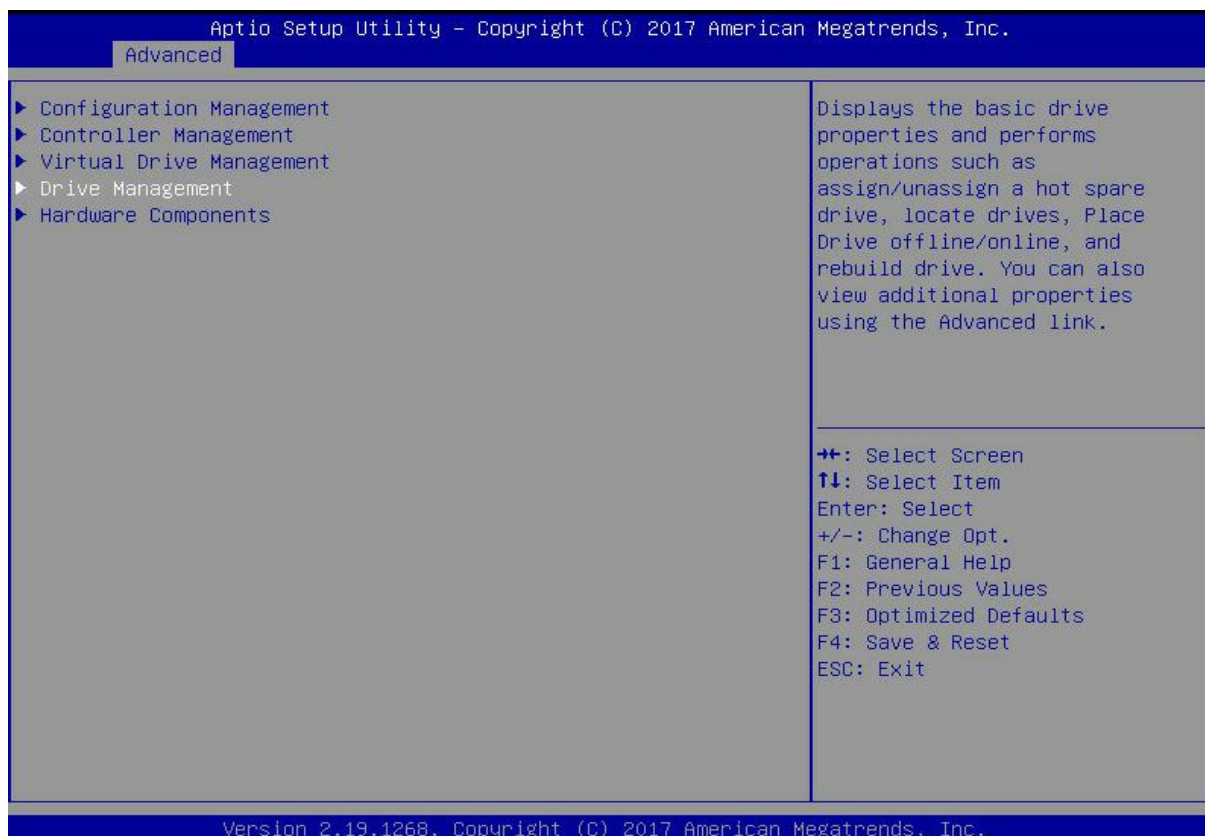 Aptio Setup Utility – Copyright (C) 2017 American Megatrends, Inc.
Advanced
▶ Configuration Management
▶ Controller Management
▶ Virtual Drive Management
▶ Drive Management
▶ Hardware Components
Displays the basic drive
properties and performs
operations such as
assign/unassign a hot spare
drive, locate drives, Place
Drive offline/online, and
rebuild drive. You can also
view additional properties
using the Advanced link.
→←: Select Screen
↑↓: Select Item
Enter: Select
+/-: Change Opt.
F1: General Help
F2: Previous Values
F3: Optimized Defaults
F4: Save & Reset
ESC: Exit
Version 2.19.1268. Copyright (C) 2017 American Megatrends, Inc.